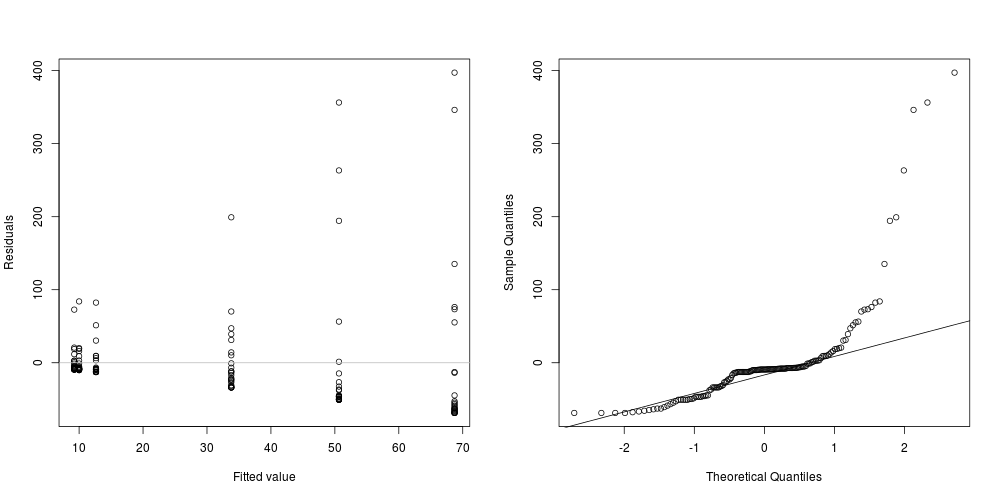 Residuals
400
300
200
100
0
10 20 30 40 50 60 70
Fitted value
Sample Quantiles
400
300
200
100
0
-2 -1 0 1 2
Theoretical Quantiles